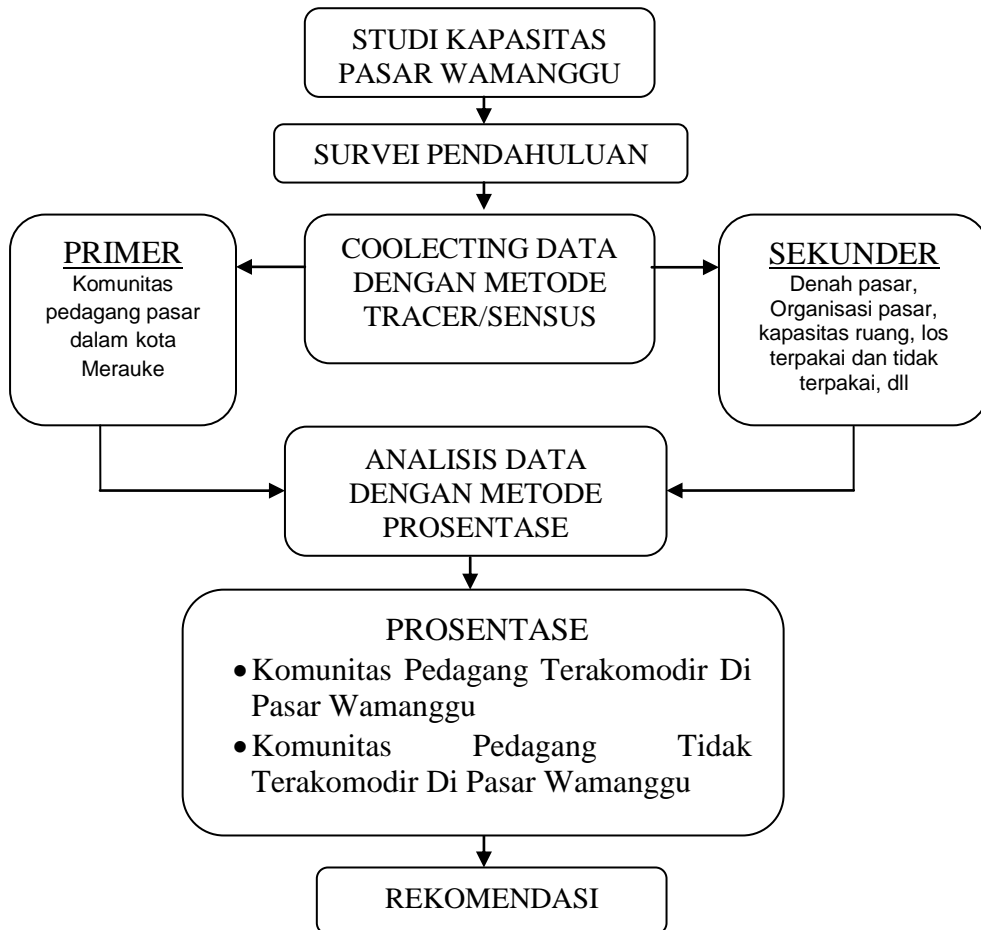 STUDI KAPASITAS
PASAR WAMANGGU
SURVEI PENDAHULUAN
PRIMER
Komunitas
pedagang pasar
dalam kota
Merauke
COOLECTING DATA
DENGAN METODE
TRACER/SENSUS
SEKUNDER
Denah pasar,
Organisasi pasar,
kapasitas ruang, los
terpakai dan tidak
terpakai, dll
ANALISIS DATA
DENGAN METODE
PROSENTASE
PROSENTASE
• Komunitas Pedagang Terakomodir Di
Pasar Wamanggu
• Komunitas Pedagang Tidak
Terakomodir Di Pasar Wamanggu
REKOMENDASI